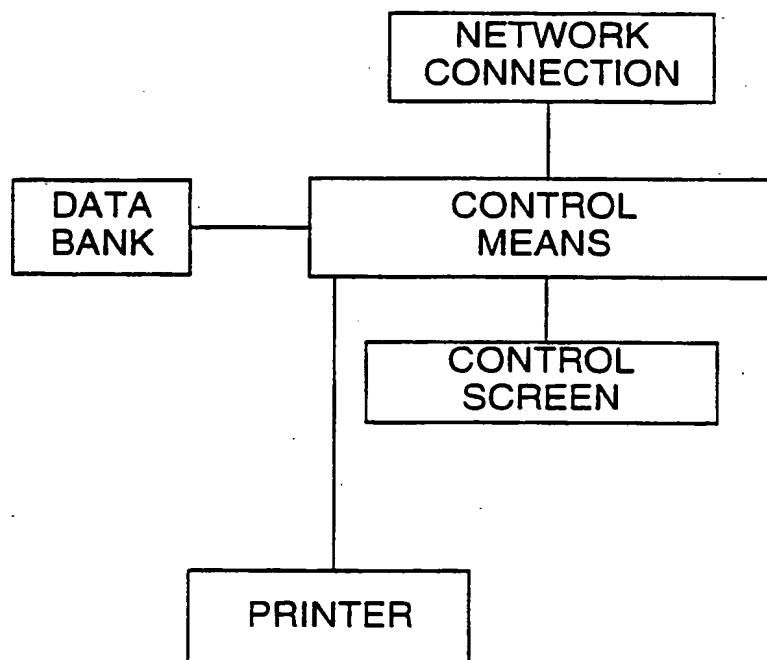 NETWORK
CONNECTION
DATA
BANK
CONTROL
MEANS
CONTROL
SCREEN
PRINTER